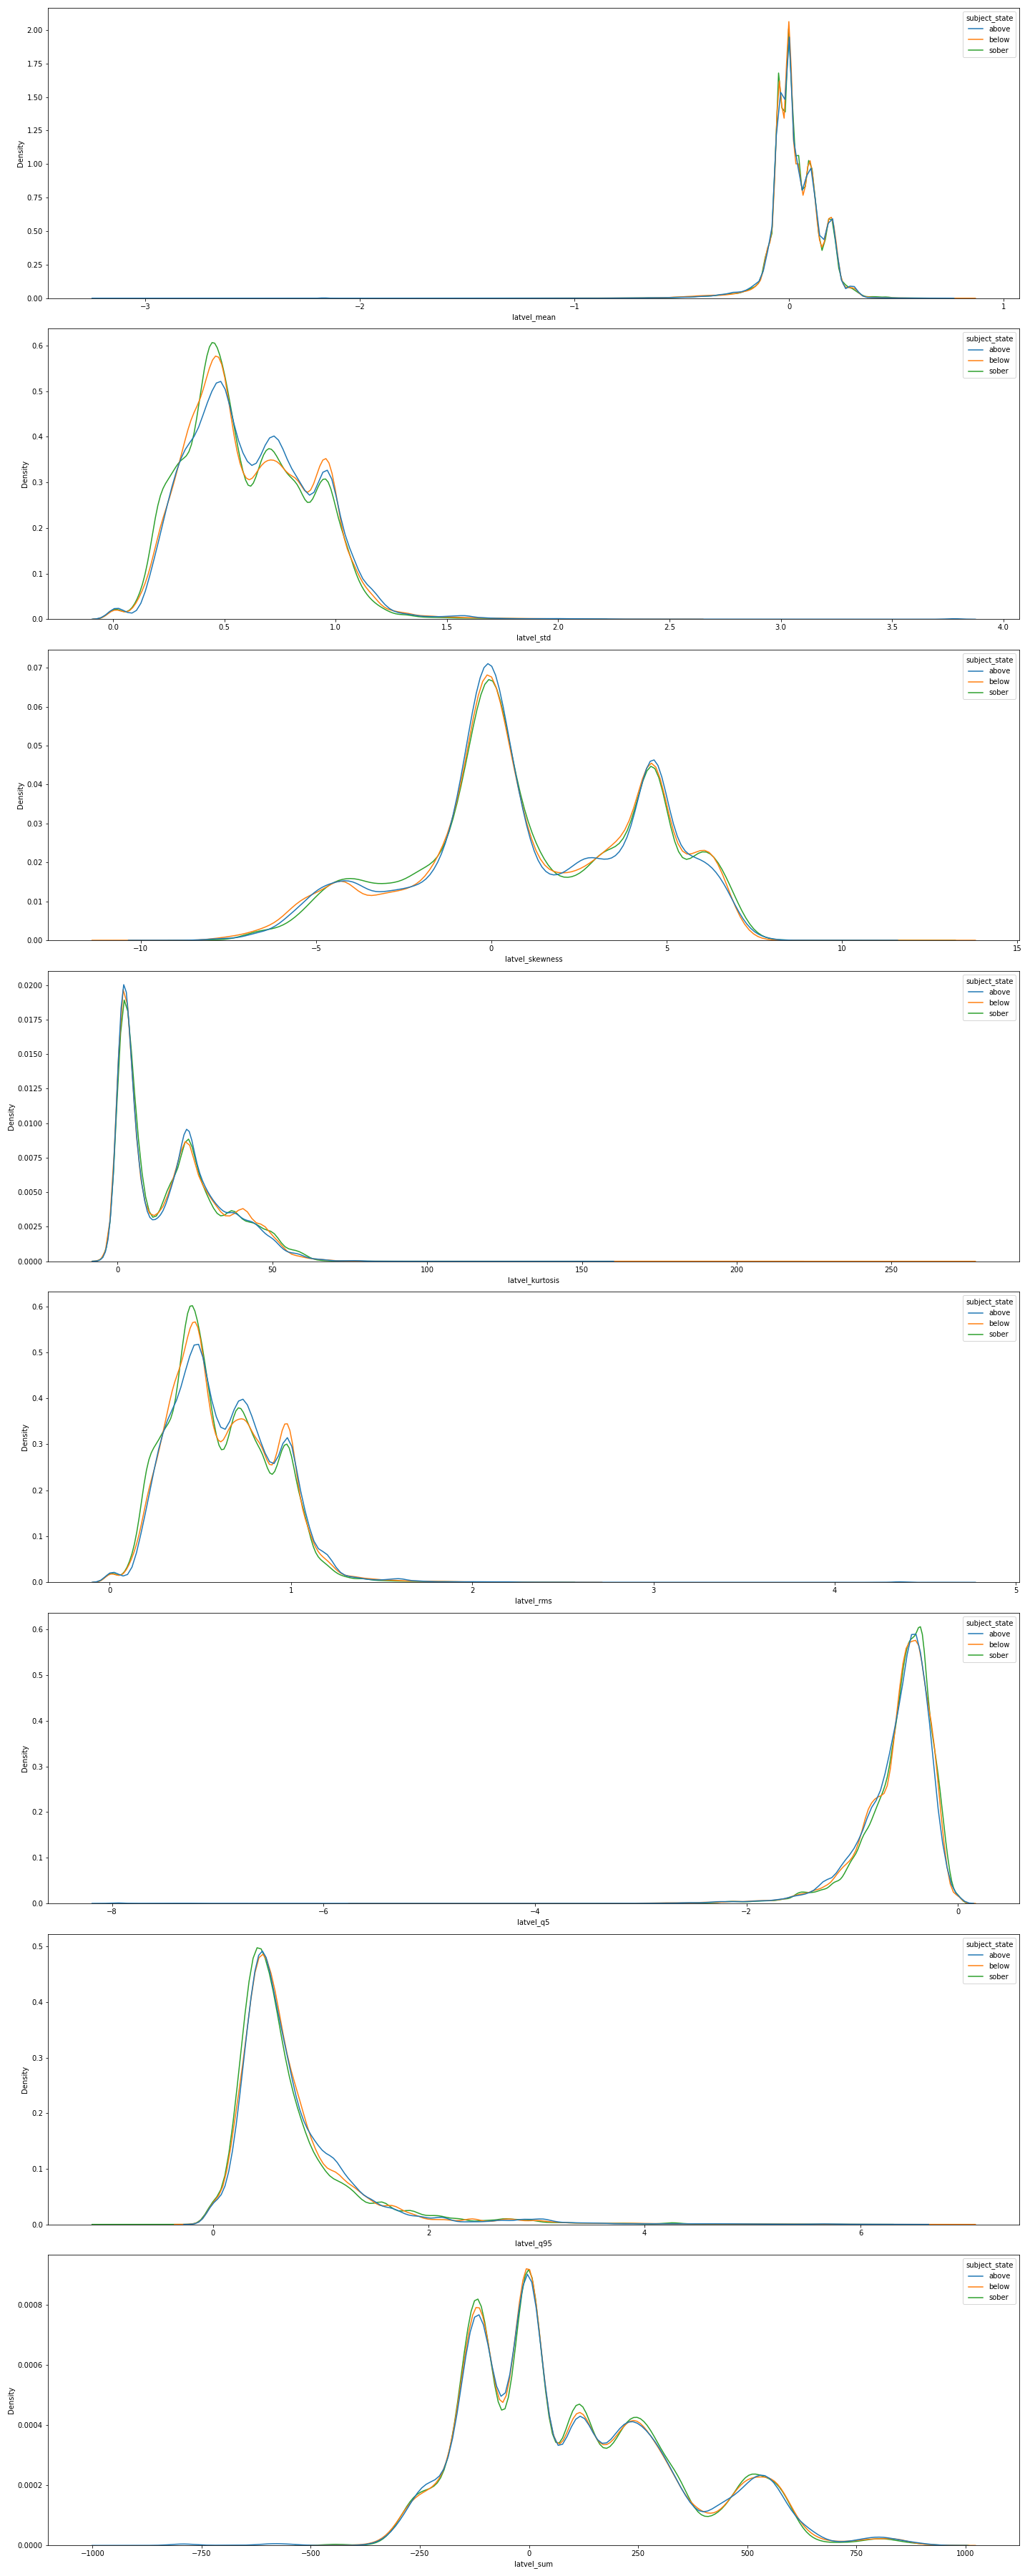 subject_state
above
below
sober
2.00
1.75
1.50
1.25
1.00
0.75
0.50
0.25
0.00
Density
−3 −2 −1 0 1
latvel_mean
subject_state
above
below
sober
0.6
0.5
0.4
0.3
0.2
0.1
0.0
Density
0.0 0.5 1.0 1.5 2.0 2.5 3.0 3.5 4.0
latvel_std
subject_state
above
below
sober
0.07
0.06
0.05
0.04
0.03
0.02
0.01
0.00
Density
−10 −5 0 5 10 15
latvel_skewness
subject_state
above
below
sober
0.0200
0.0175
0.0150
0.0125
0.0100
0.0075
0.0050
0.0025
0.0000
Density
0 50 100 150 200 250
latvel_kurtosis
subject_state
above
below
sober
0.6
0.5
0.4
0.3
0.2
0.1
0.0
Density
0 1 2 3 4 5
latvel_rms
subject_state
above
below
sober
0.6
0.5
0.4
0.3
0.2
0.1
0.0
Density
−8 −6 −4 −2 0
latvel_q5
subject_state
above
below
sober
0.5
0.4
0.3
0.2
0.1
0.0
Density
0 2 4 6
latvel_q95
subject_state
above
below
sober
0.0008
0.0006
0.0004
0.0002
0.0000
Density
−1000 −750 −500 −250 0 250 500 750 1000
latvel_sum